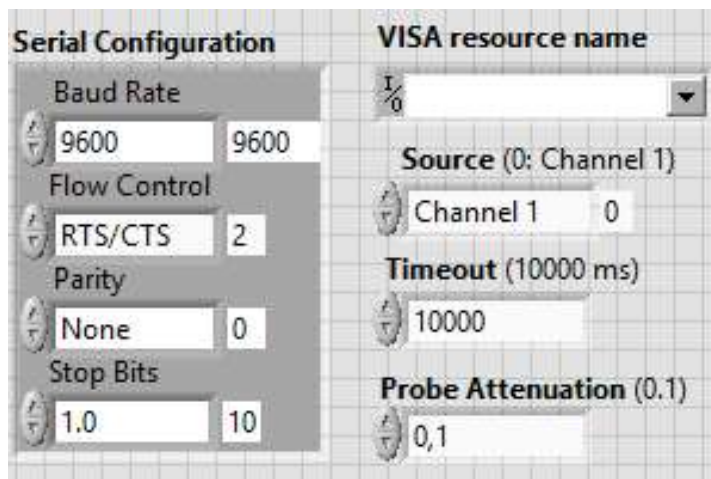 Serial Configuration
Baud Rate
9600 9600
Flow Control
RTS/CTS 2
Parity
None 0
Stop Bits
1.0 10
VISA resource name
I/O
Source (0: Channel 1)
Channel 1 0
Timeout (10000 ms)
10000
Probe Attenuation (0.1)
0,1